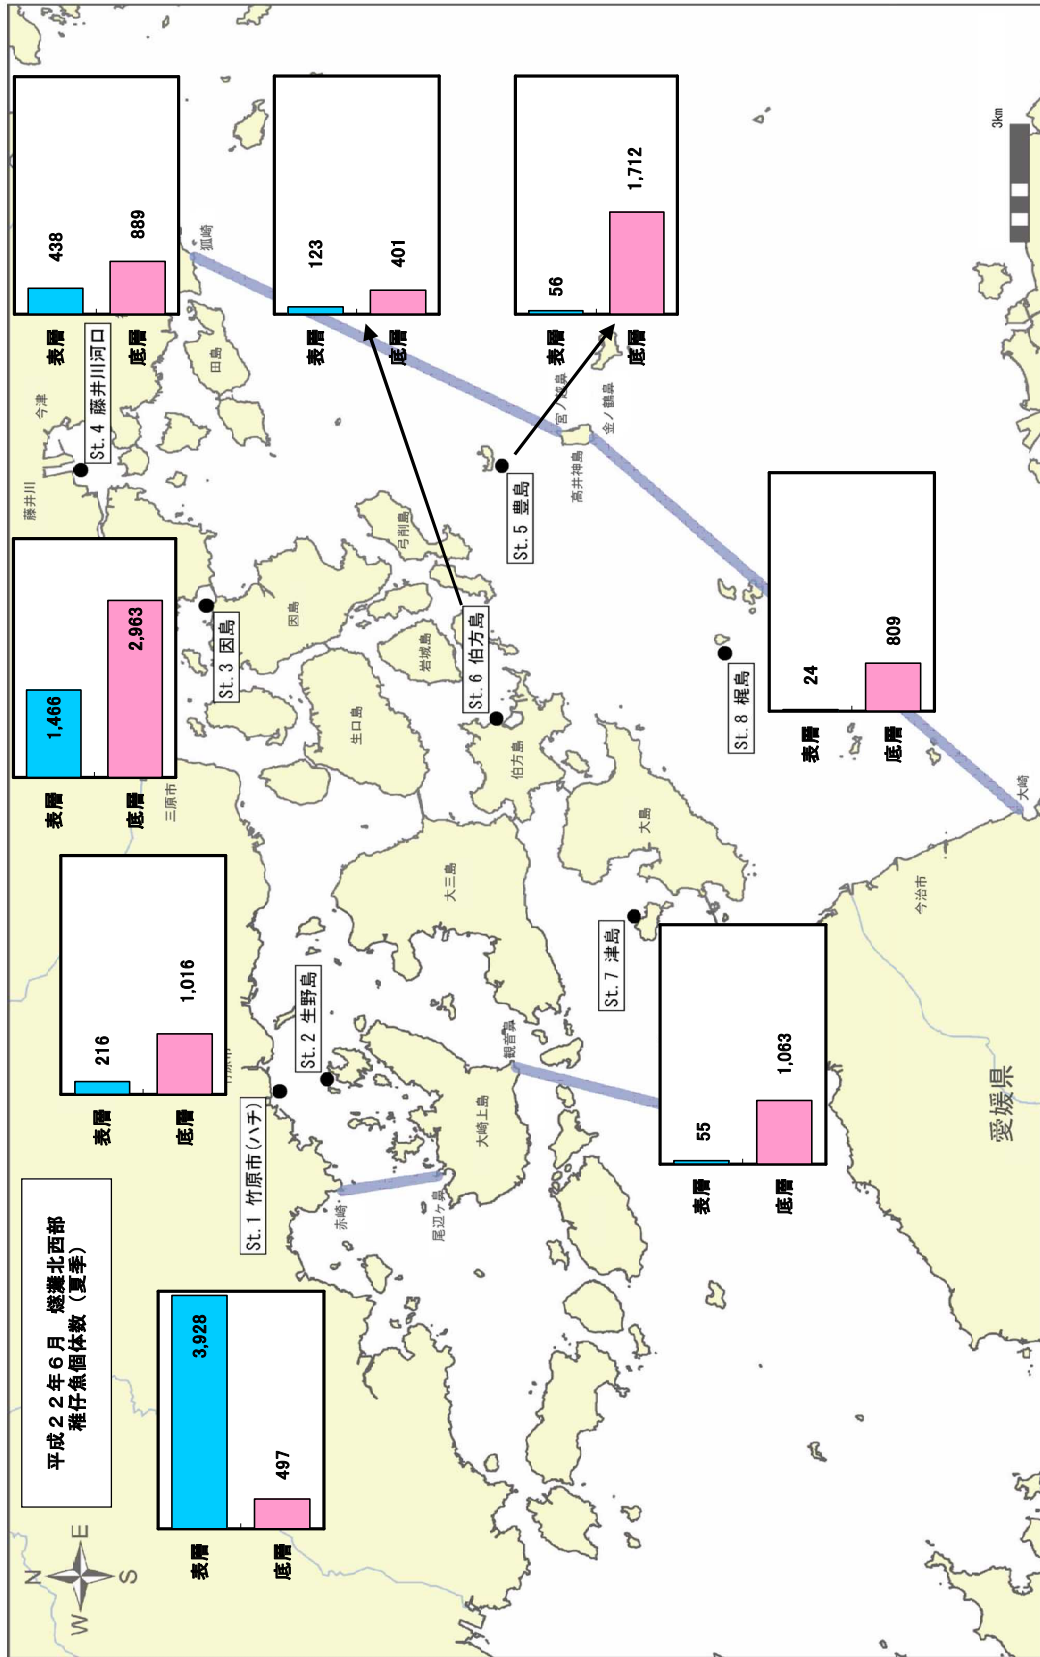 平成22年6月 燧灘北西部
稚仔魚個体数（夏季）
N
W
E
S
3,928
497
表層
底層
216
1,016
表層
底層
1,466
2,963
表層
底層
438
889
表層
底層
123
401
表層
底層
56
1,712
表層
底層
24
809
表層
底層
55
1,063
表層
底層
St.1 竹原市(ハチ)
St.2 生野島
St.3 因島
St.4 藤井川河口
St.5 豊島
St.6 伯方島
St.7 津島
St.8 梶島
藤井川
今津
狐崎
田島
三原市
因島
弓削島
生口島
岩城島
伯方島
大三島
大島
宮ノ越鼻
高井神島
金ノ鶴鼻
赤崎
尾辺ヶ鼻
大崎上島
観音鼻
今治市
大崎
愛媛県
3km